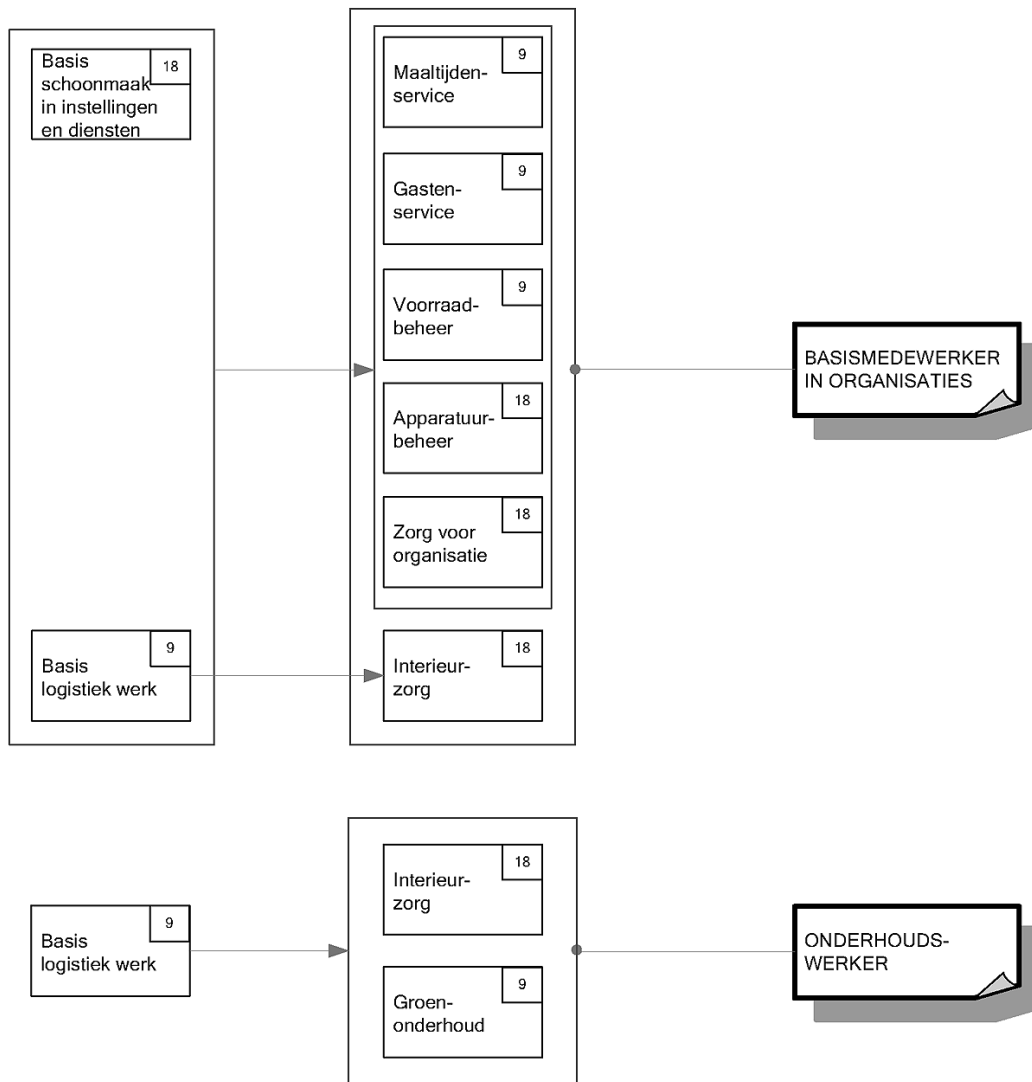 Basis
schoonmaak
in instellingen
en diensten
18
Basis
logistiek werk
9
Maaltijden-
service
9
Gasten-
service
9
Voorraad-
beheer
9
Apparatuur-
beheer
18
Zorg voor
organisatie
18
Interieur-
zorg
18
BASISMEDEWERKER
IN ORGANISATIES
Basis
logistiek werk
9
Interieur-
zorg
18
Groen-
onderhoud
9
ONDERHOUDS-
WERKER